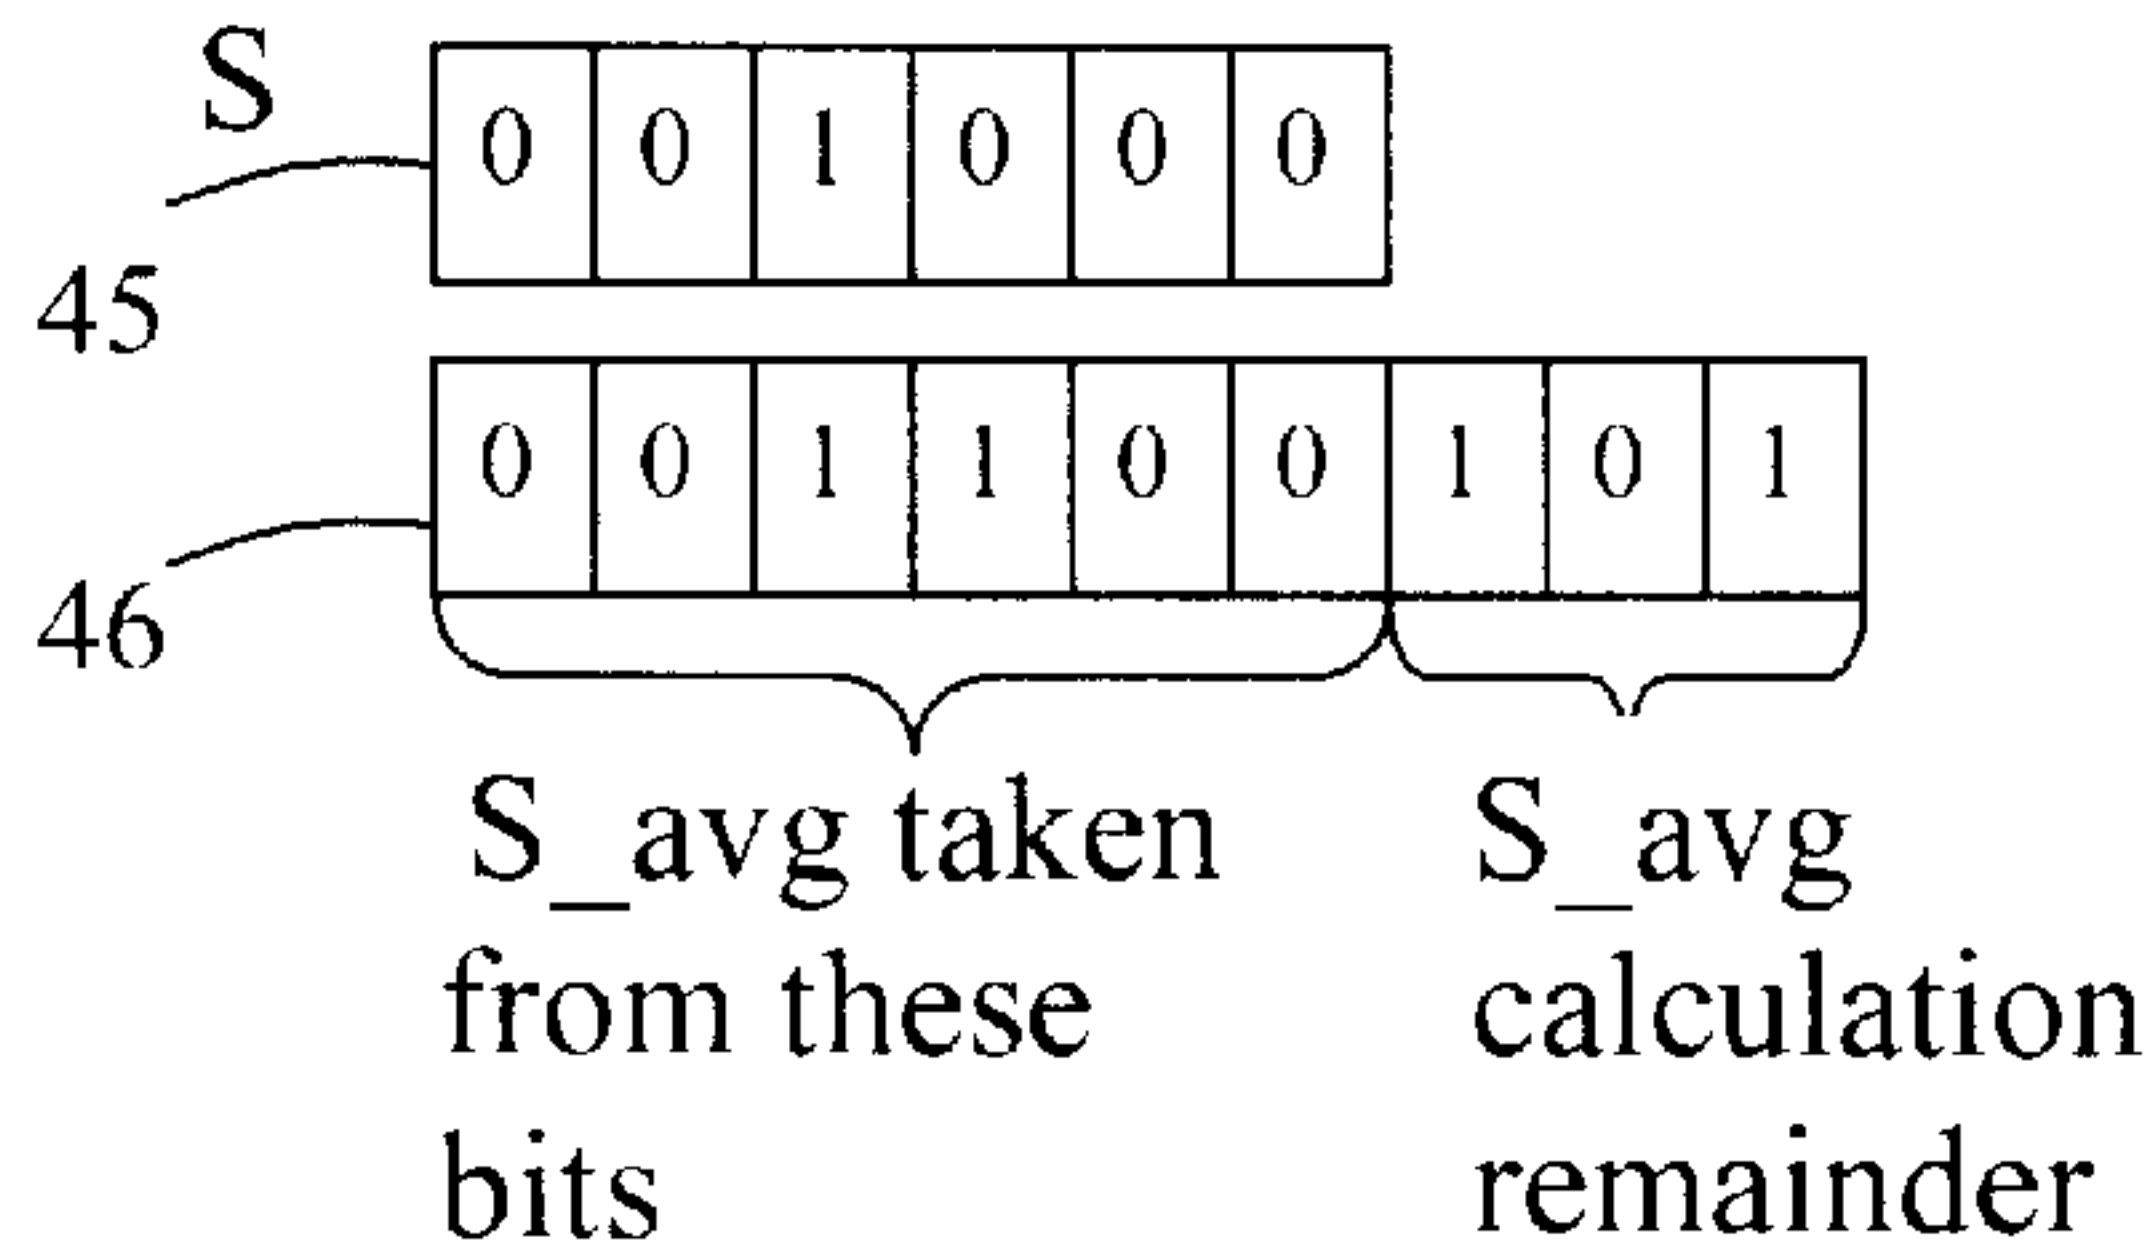 S
0 0 1 0 0 0
45
0 0 1 1 0 0 1 0 1
46
S_avg taken
from these
bits
S_avg
calculation
remainder